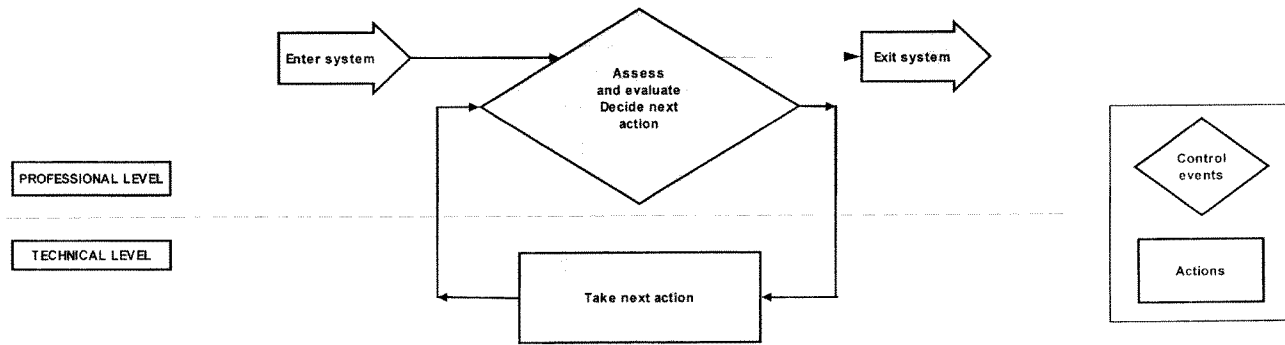 Enter system
Assess
and evaluate
Decide next
action
Exit system
PROFESSIONAL LEVEL
TECHNICAL LEVEL
Take next action
Control
events
Actions